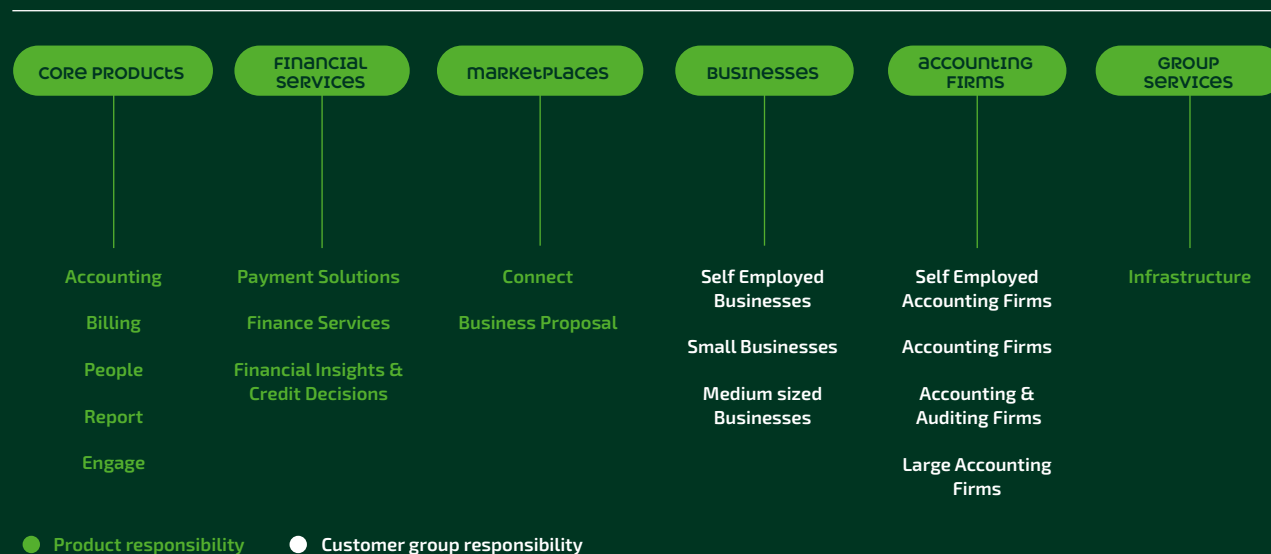 CORE PRODUCTS
FINANCIAL
SERVICES
MARKETPLACES
BUSINESSES
ACCOUNTING
FIRMS
GROUP
SERVICES
Accounting
Billing
People
Report
Engage
Payment Solutions
Finance Services
Financial Insights &
Credit Decisions
Connect
Business Proposal
Self Employed
Businesses
Small Businesses
Medium sized
Businesses
Self Employed
Accounting Firms
Accounting Firms
Accounting &
Auditing Firms
Large Accounting
Firms
Infrastructure
Product responsibility
Customer group responsibility